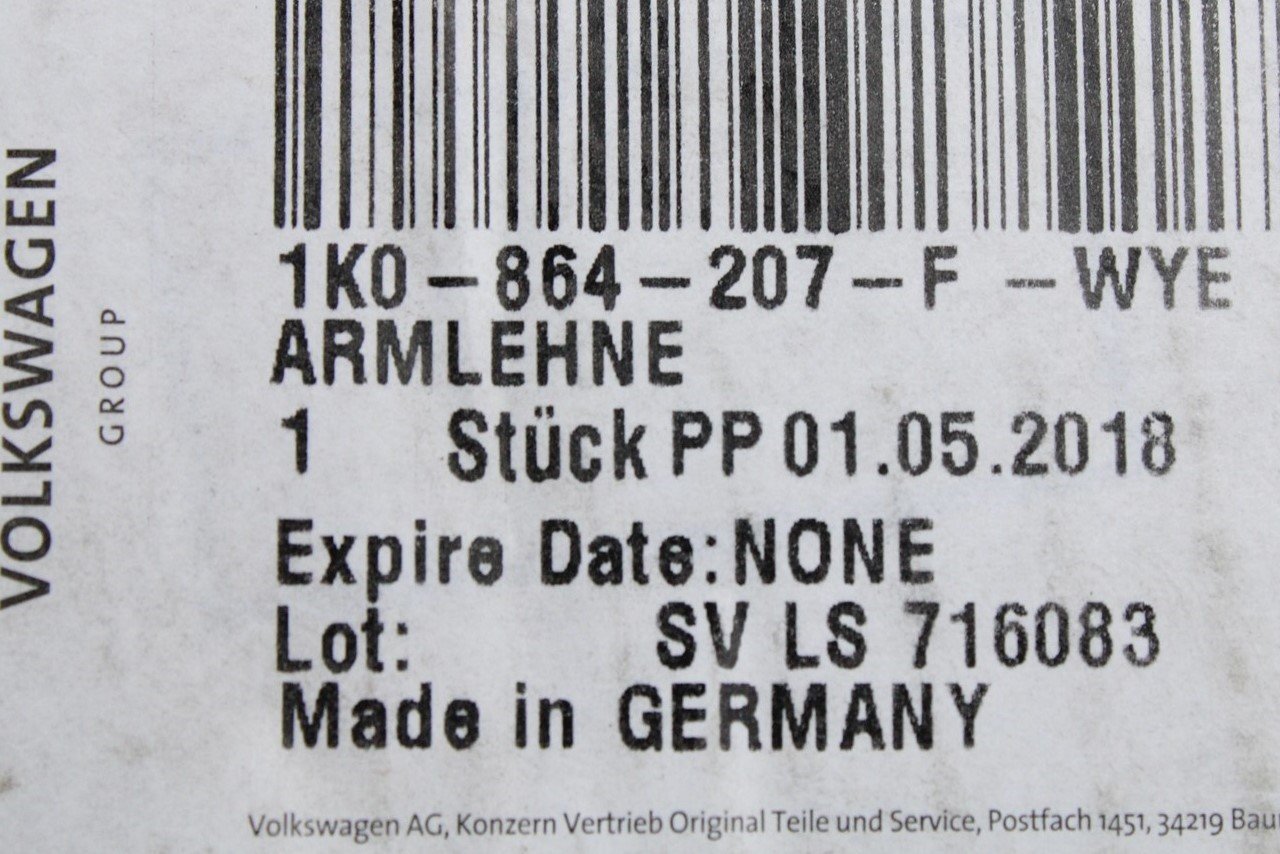 VOLKSWAGEN
GROUP
1K0-864-207-F -WYE
ARMLEHNE
1 Stück PP 01.05.2018
Expire Date:NONE
Lot: SV LS 716083
Made in GERMANY
Volkswagen AG, Konzern Vertrieb Original Teile und Service, Postfach 1451, 34219